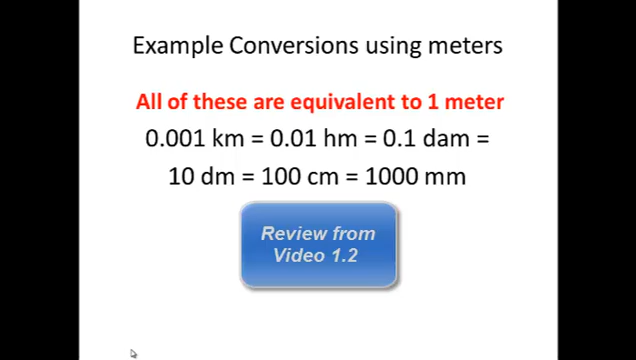 Example Conversions using meters
All of these are equivalent to 1 meter
0.001 km = 0.01 hm = 0.1 dam =
10 dm = 100 cm = 1000 mm
Review from
Video 1.2